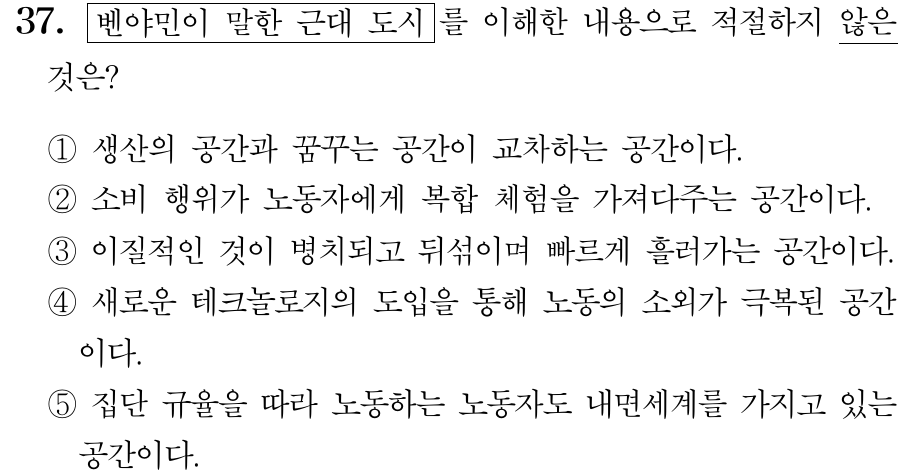 37. 벤야민이 말한 근대 도시를 이해한 내용으로 적절하지 않은
것은?
① 생산의 공간과 꿈꾸는 공간이 교차하는 공간이다.
② 소비 행위가 노동자에게 복합 체험을 가져다주는 공간이다.
③ 이질적인 것이 병치되고 뒤섞이며 빠르게 흘러가는 공간이다.
④ 새로운 테크놀로지의 도입을 통해 노동의 소외가 극복된 공간
이다.
⑤ 집단 규율을 따라 노동하는 노동자도 내면세계를 가지고 있는
공간이다.